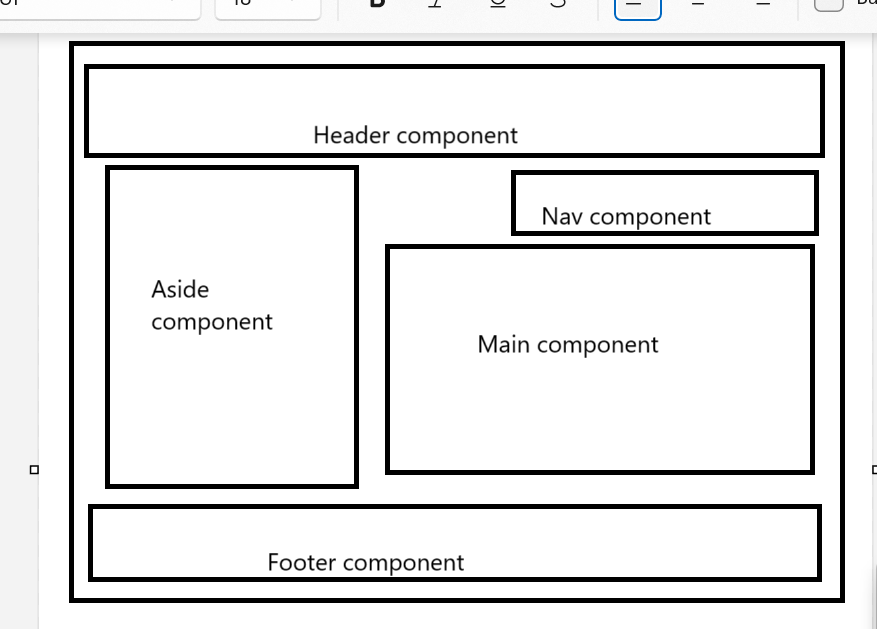 Header component
Nav component
Aside
component
Main component
Footer component